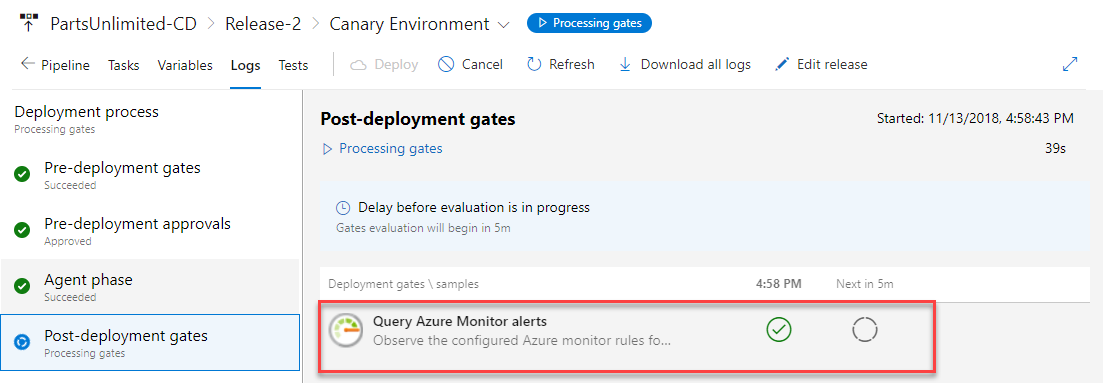 PartsUnlimited-CD > Release-2 > Canary Environment Processing gates
Pipeline Tasks Variables Logs Tests Deploy Cancel Refresh Download all logs Edit release
Deployment process
Processing gates
Pre-deployment gates
Succeeded
Pre-deployment approvals
Approved
Agent phase
Succeeded
Post-deployment gates
Processing gates
Post-deployment gates Started: 11/13/2018, 4:58:43 PM
Processing gates 39s
Delay before evaluation is in progress
Gates evaluation will begin in 5m
Deployment gates \ samples 4:58 PM Next in 5m
Query Azure Monitor alerts
Observe the configured Azure monitor rules fo...